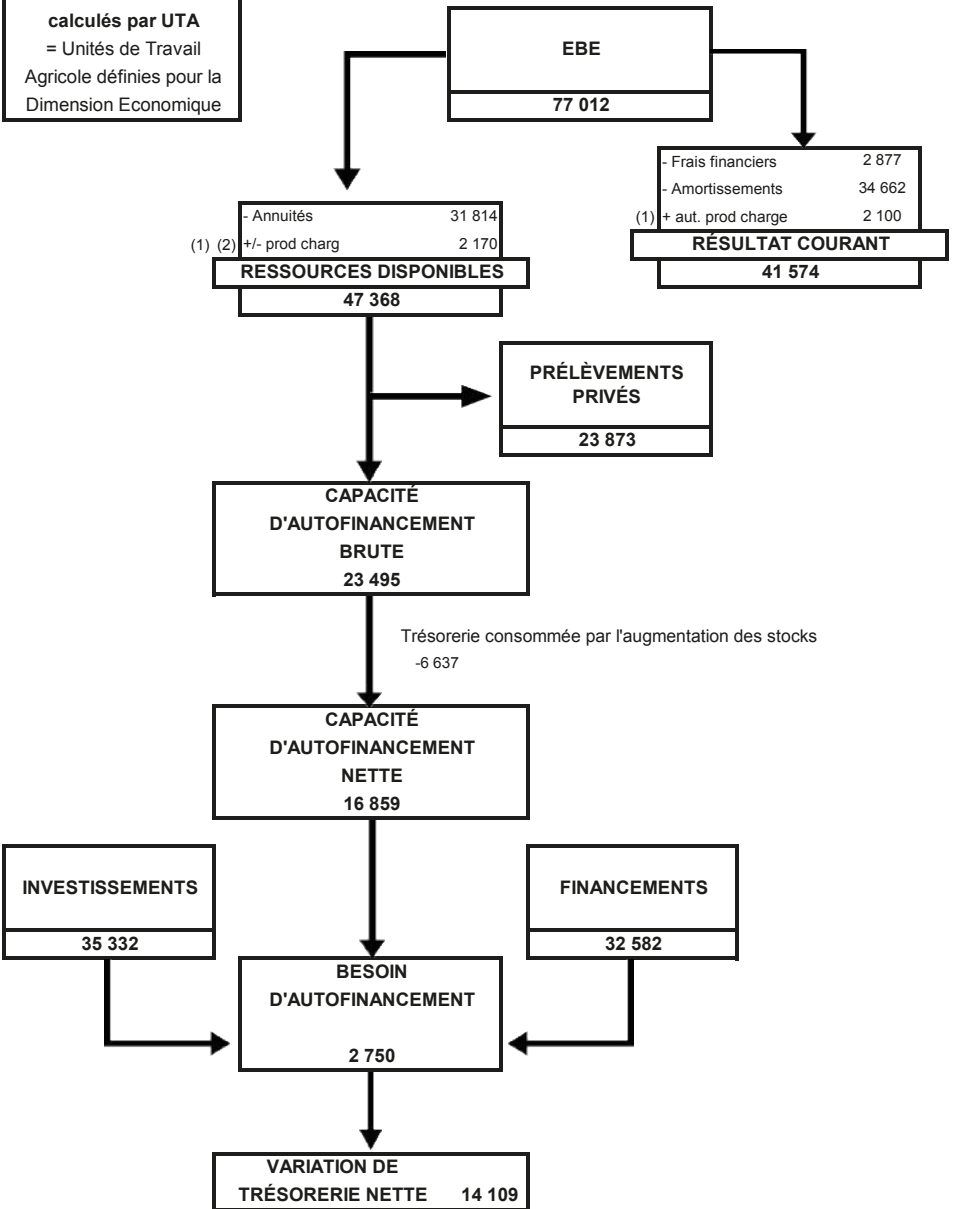 calculés par UTA
= Unités de Travail
Agricole définies pour la
Dimension Economique
EBE
77 012
- Frais financiers 2 877
- Amortissements 34 662
(1) + aut. prod charge 2 100
RÉSULTAT COURANT
41 574
- Annuités 31 814
(1) (2) +/- prod charg 2 170
RESSOURCES DISPONIBLES
47 368
PRÉLÈVEMENTS
PRIVÉS
23 873
CAPACITÉ
D'AUTOFINANCEMENT
BRUTE
23 495
Trésorerie consommée par l'augmentation des stocks
-6 637
CAPACITÉ
D'AUTOFINANCEMENT
NETTE
16 859
INVESTISSEMENTS
35 332
FINANCEMENTS
32 582
BESOIN
D'AUTOFINANCEMENT
2 750
VARIATION DE
TRÉSORERIE NETTE 14 109